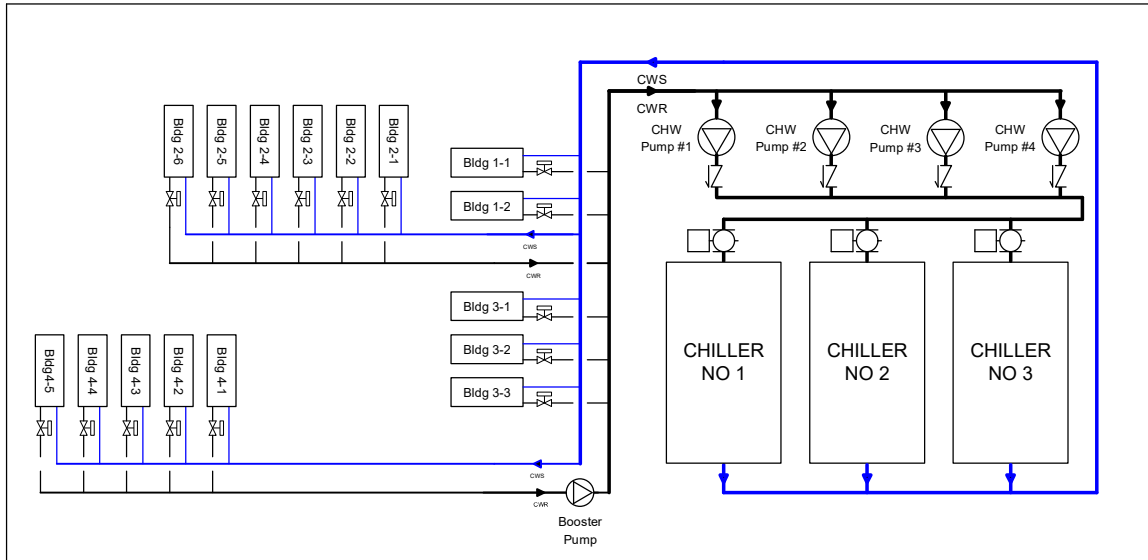 CWS
CWR
CHW
Pump #1
CHW
Pump #2
CHW
Pump #3
CHW
Pump #4
Bldg 2-6
Bldg 2-5
Bldg 2-4
Bldg 2-3
Bldg 2-2
Bldg 2-1
Bldg 1-1
Bldg 1-2
CWS
CWR
Bldg 3-1
Bldg 3-2
Bldg 3-3
CHILLER
NO 1
CHILLER
NO 2
CHILLER
NO 3
Bldg4-5
Bldg 4-4
Bldg 4-3
Bldg 4-2
Bldg 4-1
CWS
CWR
Booster
Pump